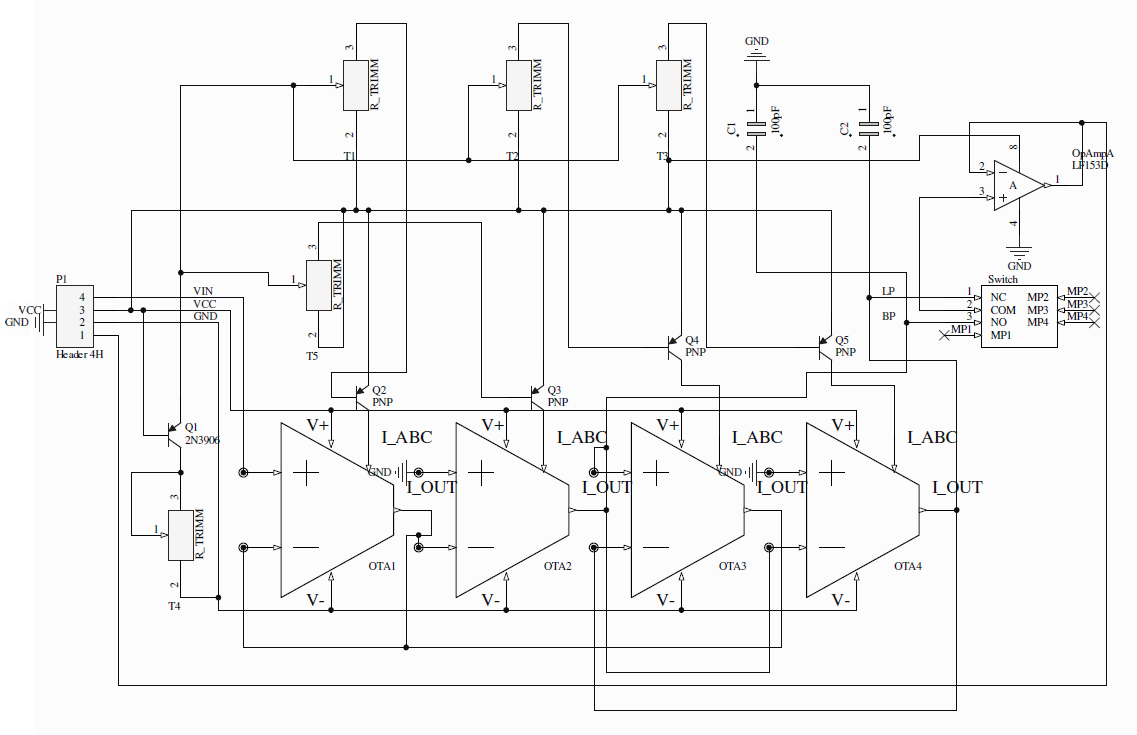 GND
3
3
3
1
R_TRIMM
1
R_TRIMM
1
R_TRIMM
2
T1
2
T2
2
T3
C1
1
100pF
2
C2
1
100pF
2
OpAmpA
LF153D
8
2
A
1
3
4
GND
3
1
R_TRIMM
2
T5
P1
VCC
GND
4
3
2
1
Header 4H
VIN
VCC
GND
Switch
LP
BP
MP1
1
2
3
NC
COM
NO
MP1
MP2
MP3
MP4
MP2
MP3
MP4
Q4
PNP
Q5
PNP
Q2
PNP
Q3
PNP
Q1
2N3906
3
1
R_TRIMM
2
T4
V+
I_ABC
V+
I_ABC
V+
I_ABC
V+
I_ABC
GND
I_OUT
I_OUT
GND
I_OUT
I_OUT
OTA1
OTA2
OTA3
OTA4
V-
V-
V-
V-